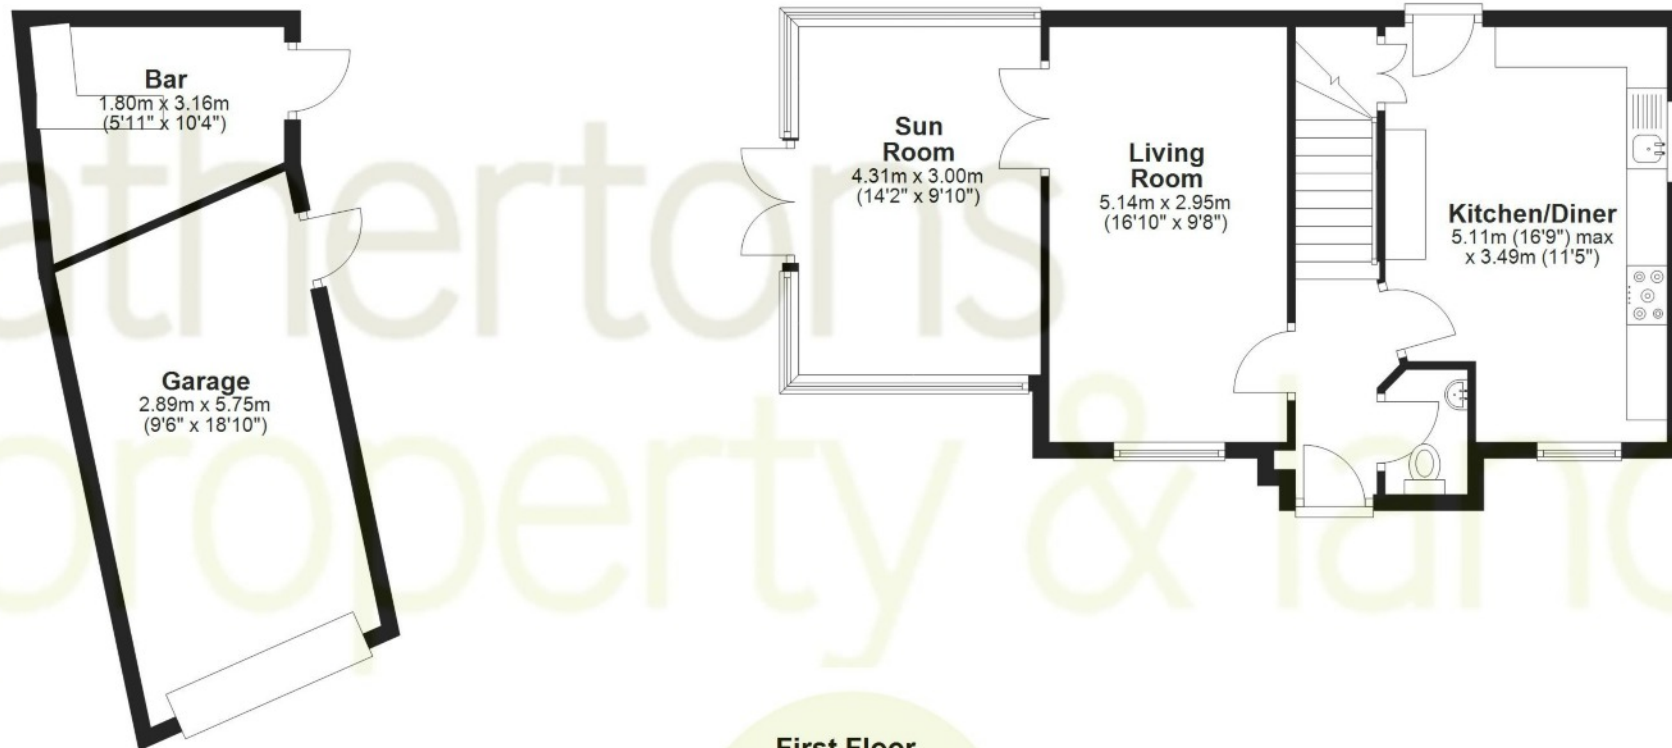 Bar
1.80m x 3.16m
(5'11" x 10'4")
Garage
2.89m x 5.75m
(9'6" x 18'10")
Sun
Room
4.31m x 3.00m
(14'2" x 9'10")
Living
Room
5.14m x 2.95m
(16'10" x 9'8")
Kitchen/Diner
5.11m (16'9") max
x 3.49m (11'5")
athertons
property & land
First Floor